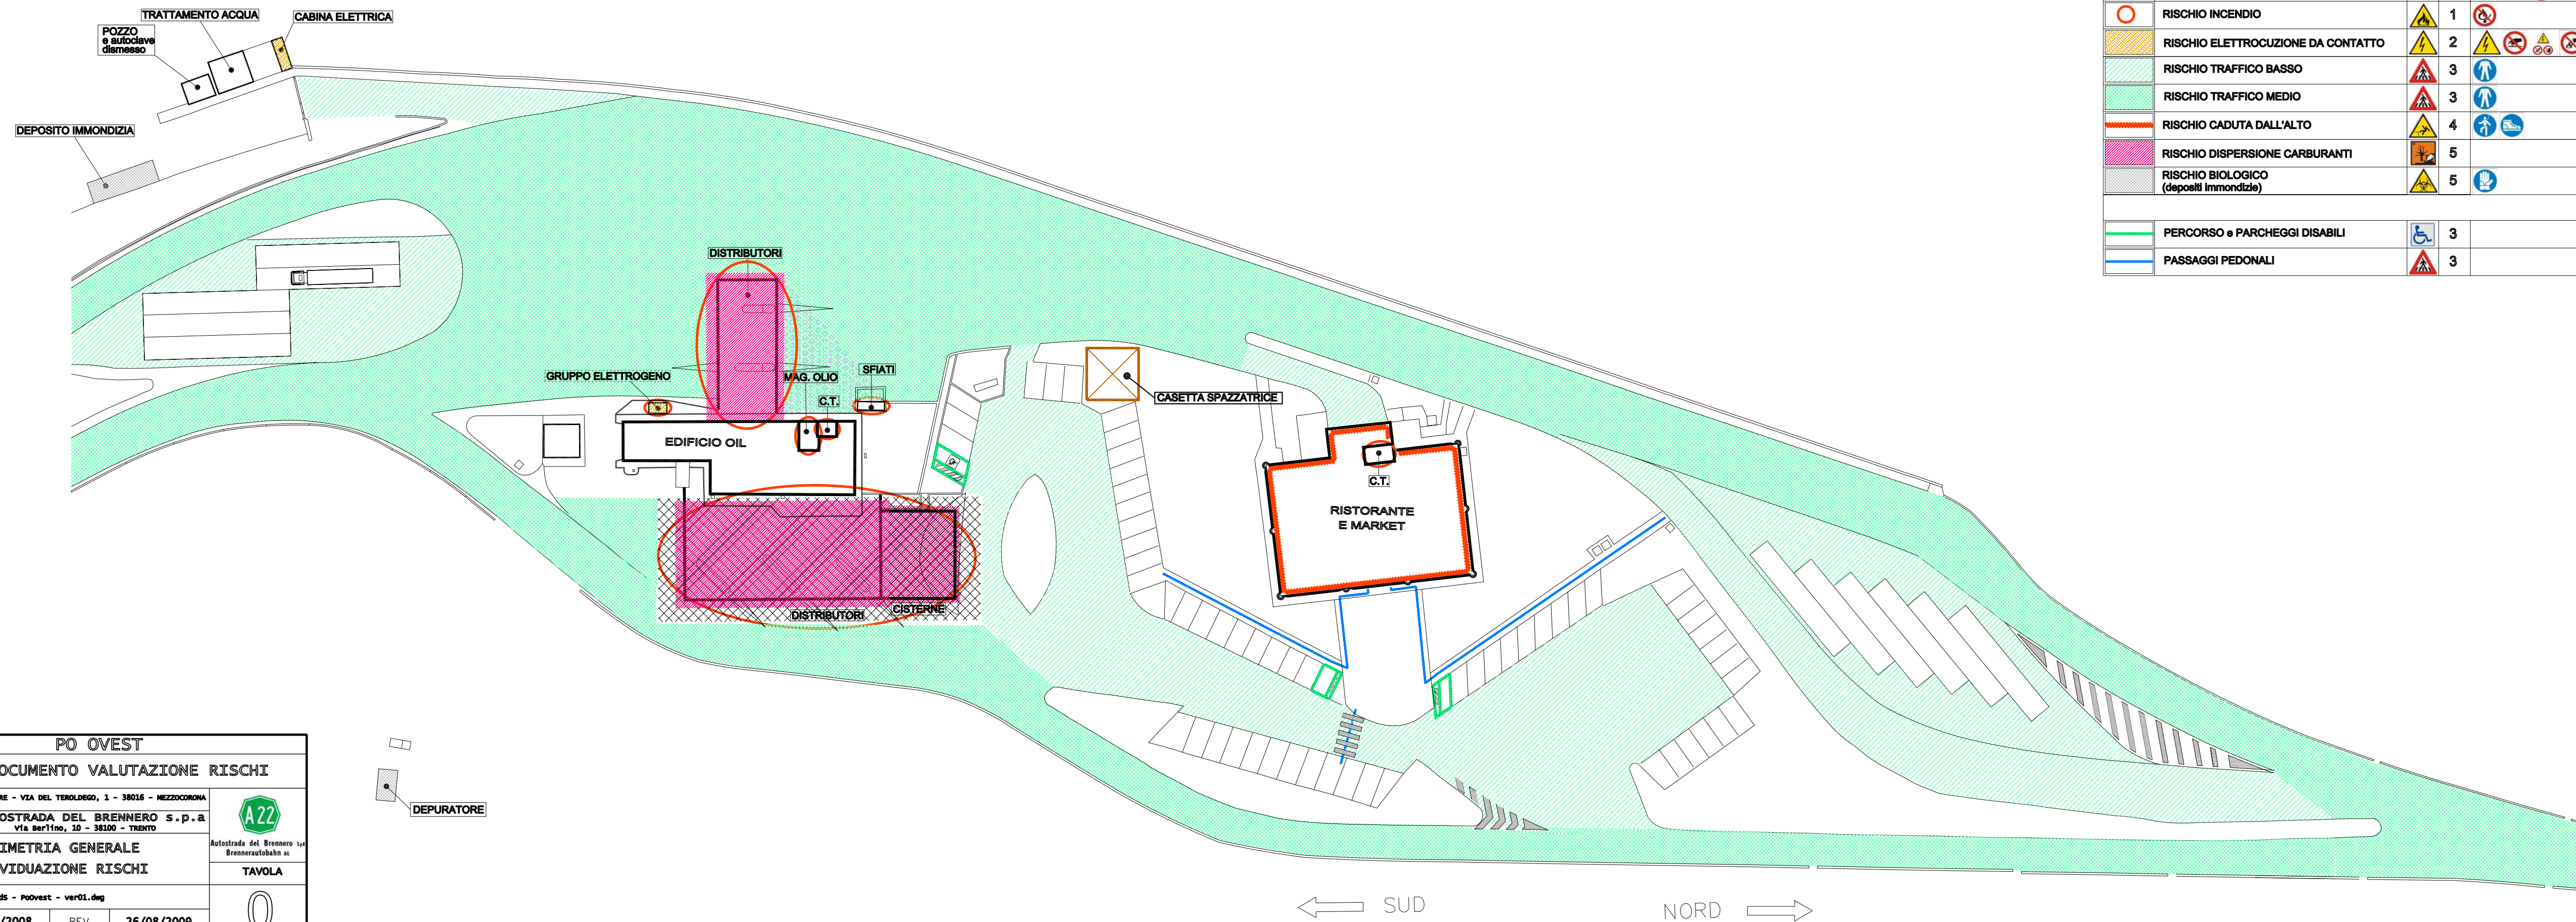 TRATTAMENTO ACQUA
CABINA ELETTRICA
POZZO
e autoclave
dismesso
DEPOSITO IMMONDIZIA
RISCHIO INCENDIO 1
RISCHIO ELETTROCUZIONE DA CONTATTO 2
RISCHIO TRAFFICO BASSO 3
RISCHIO TRAFFICO MEDIO 3
RISCHIO CADUTA DALL'ALTO 4
RISCHIO DISPERSIONE CARBURANTI 5
RISCHIO BIOLOGICO
(depositi immondizie) 5
PERCORSO e PARCHEGGI DISABILI 3
PASSAGGI PEDONALI 3
DISTRIBUTORI
GRUPPO ELETTROGENO
MAG. OLIO
SFIATI
C.T.
CASETTA SPAZZATRICE
EDIFICIO OIL
C.T.
RISTORANTE
E MARKET
DISTRIBUTORI
CISTERNE
DEPURATORE
PO OVEST
OCUMENTO VALUTAZIONE RISCHI
RE - VIA DEL TEROLDEGO, 1 - 38016 - MEZZOCORONA
OSTRADA DEL BRENNERO s.p.a
Via Berlino, 10 - 38100 - TRENTO
A22
Autostrada del Brennero SpA
Brennerautobahn AG
IMETRIA GENERALE
VIDUAZIONE RISCHI
TAVOLA
dS - PoOvest - ver01.dwg
0
/2008
REV
26/08/2009
SUD
NORD